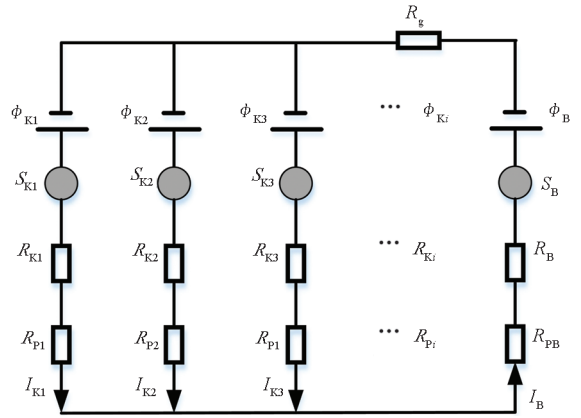 R_g
ϕ_K1 ϕ_K2 ϕ_K3 ... ϕ_Ki ϕ_B
S_K1 S_K2 S_K3 S_B
R_K1 R_K2 R_K3 ... R_Ki R_B
R_P1 R_P2 R_P1 ... R_Pi R_PB
I_K1 I_K2 I_K3 I_B